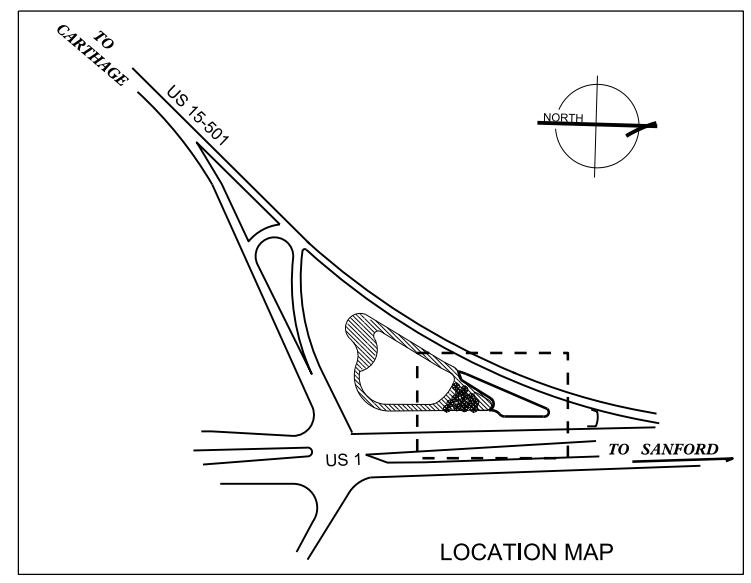 TO
CARTHAGE
US 15-501
NORTH
US 1
TO SANFORD
LOCATION MAP